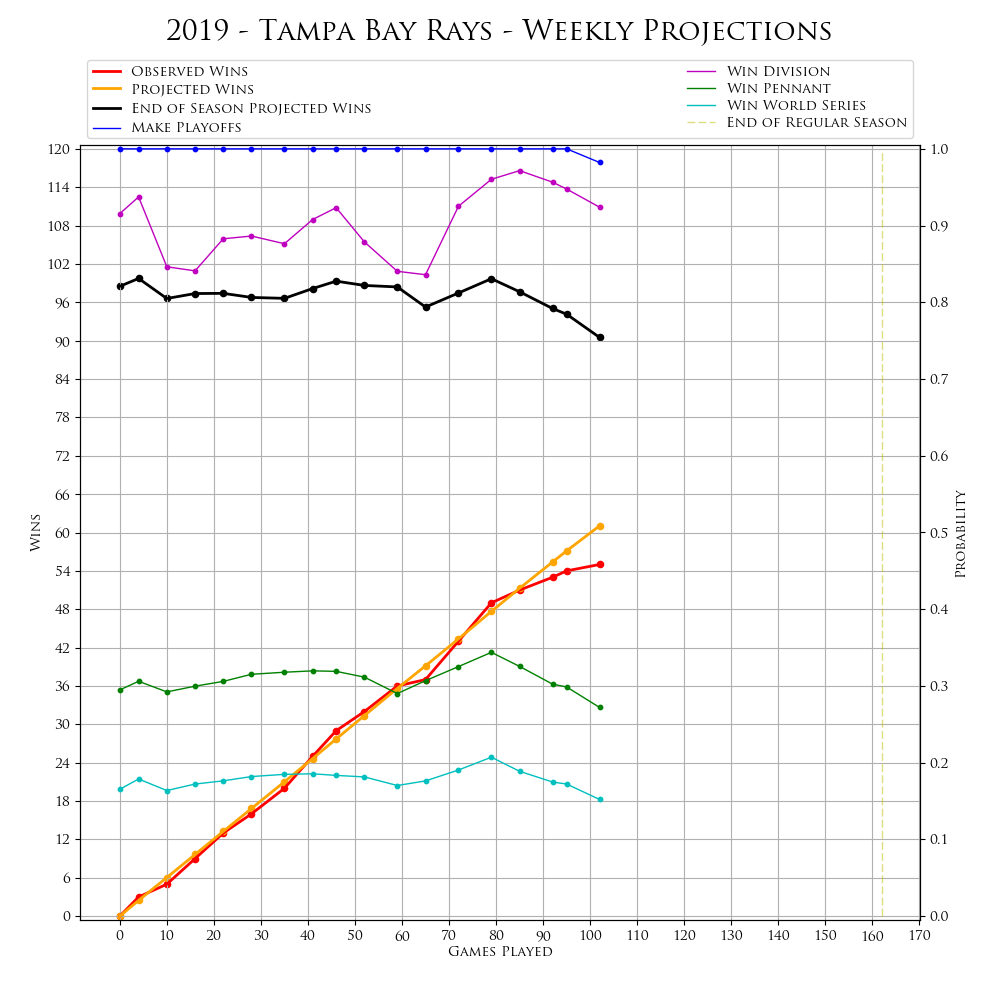 2019 - Tampa Bay Rays - Weekly Projections
Observed Wins
Projected Wins
End of Season Projected Wins
Make Playoffs
Win Division
Win Pennant
Win World Series
End of Regular Season
120
114
108
102
96
90
84
78
72
66
60
54
48
42
36
30
24
18
12
6
0
Wins
1.0
0.9
0.8
0.7
0.6
0.5
0.4
0.3
0.2
0.1
0.0
Probability
0 10 20 30 40 50 60 70 80 90 100 110 120 130 140 150 160 170
Games Played